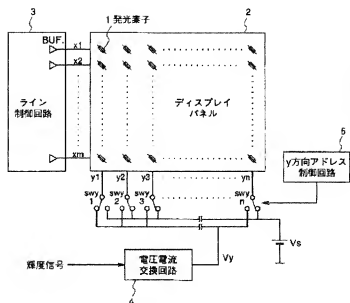 3
1 発光素子
2
BUF.
x1
x2
xm
ライン
制御回路
ディスプレイ
パネル
5
y方向アドレス
制御回路
y1 y2 y3 yn
swy swy swy swy
1 2 3 n
Vs
輝度信号
電圧電流
交換回路
Vy
4